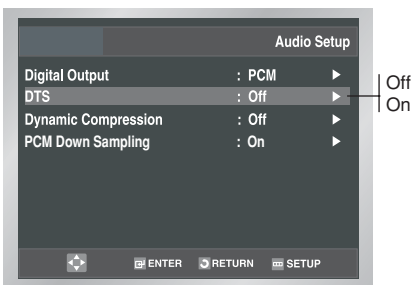 Audio Setup
Digital Output : PCM
DTS : Off
Dynamic Compression : Off
PCM Down Sampling : On
ENTER RETURN SETUP
Off
On